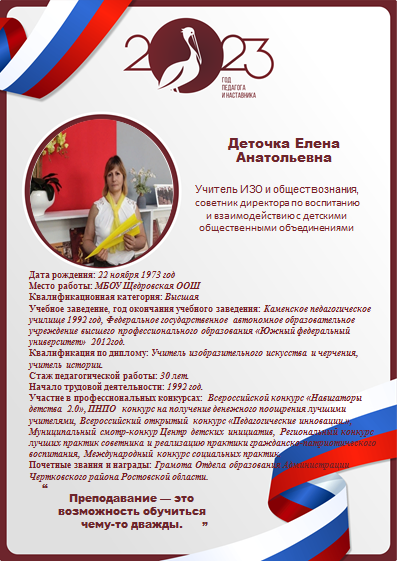 2023
ГОД
ПЕДАГОГА
И НАСТАВНИКА
Деточка Елена
Анатольевна
Учитель ИЗО и обществознания,
советник директора по воспитанию
и взаимодействию с детскими
общественными объединениями
Дата рождения: 22 ноября 1973 год
Место работы: МБОУ Щедровская ООШ
Квалификационная категория: Высшая
Учебное заведение, год окончания учебного заведения: Каменское педагогическое
училище 1992 год, Федеральное государственное автономное образовательное
учреждение высшего профессионального образования «Южный федеральный
университет» 2012год.
Квалификация по диплому: Учитель изобразительного искусства и черчения,
учитель истории.
Стаж педагогической работы: 30 лет.
Начало трудовой деятельности: 1992 год.
Участие в профессиональных конкурсах: Всероссийский конкурс «Навигаторы
детства 2.0», ПНПО конкурс на получение денежного поощрения лучшими
учителями, Всероссийский открытый конкурс «Педагогические инновации»,
Муниципальный смотр-конкур Центр детских инициатив, Региональный конкурс
лучших практик советника и реализацию практики гражданско-патриотического
воспитания, Международный конкурс социальных практик
Почетные звания и награды: Грамота Отдела образования Администрации
Чертковского района Ростовской области.
“ Преподавание — это
возможность обучиться
чему-то дважды. ”